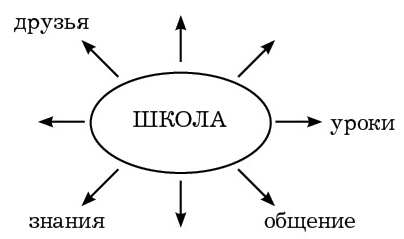 друзья
ШКОЛА
уроки
знания
общение